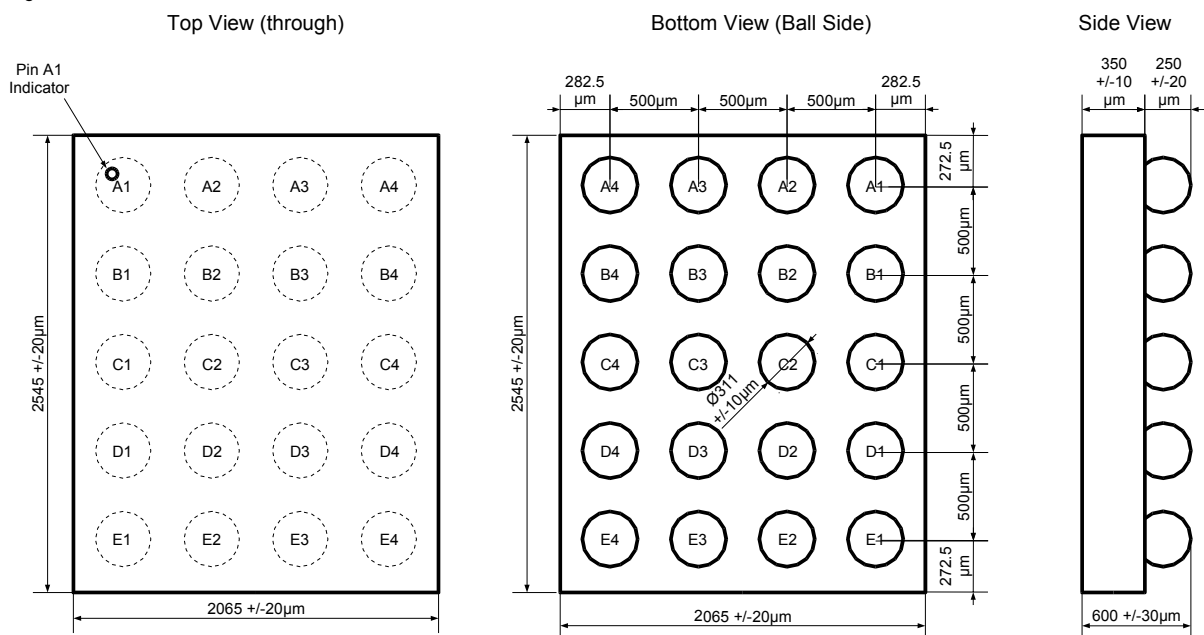 Top View (through)
Bottom View (Ball Side)
Side View
Pin A1
Indicator
A1 A2 A3 A4
B1 B2 B3 B4
C1 C2 C3 C4
D1 D2 D3 D4
E1 E2 E3 E4
2545 +/-20µm
2065 +/-20µm
282.5
µm
500µm
500µm
500µm
282.5
µm
A4 A3 A2 A1
B4 B3 B2 B1
C4 C3 C2 C1
D4 D3 D2 D1
E4 E3 E2 E1
Ø311
+/-10µm
2545 +/-20µm
2065 +/-20µm
272.5
µm
500µm
500µm
500µm
500µm
272.5
µm
350
+/-10
µm
250
+/-20
µm
600 +/-30µm